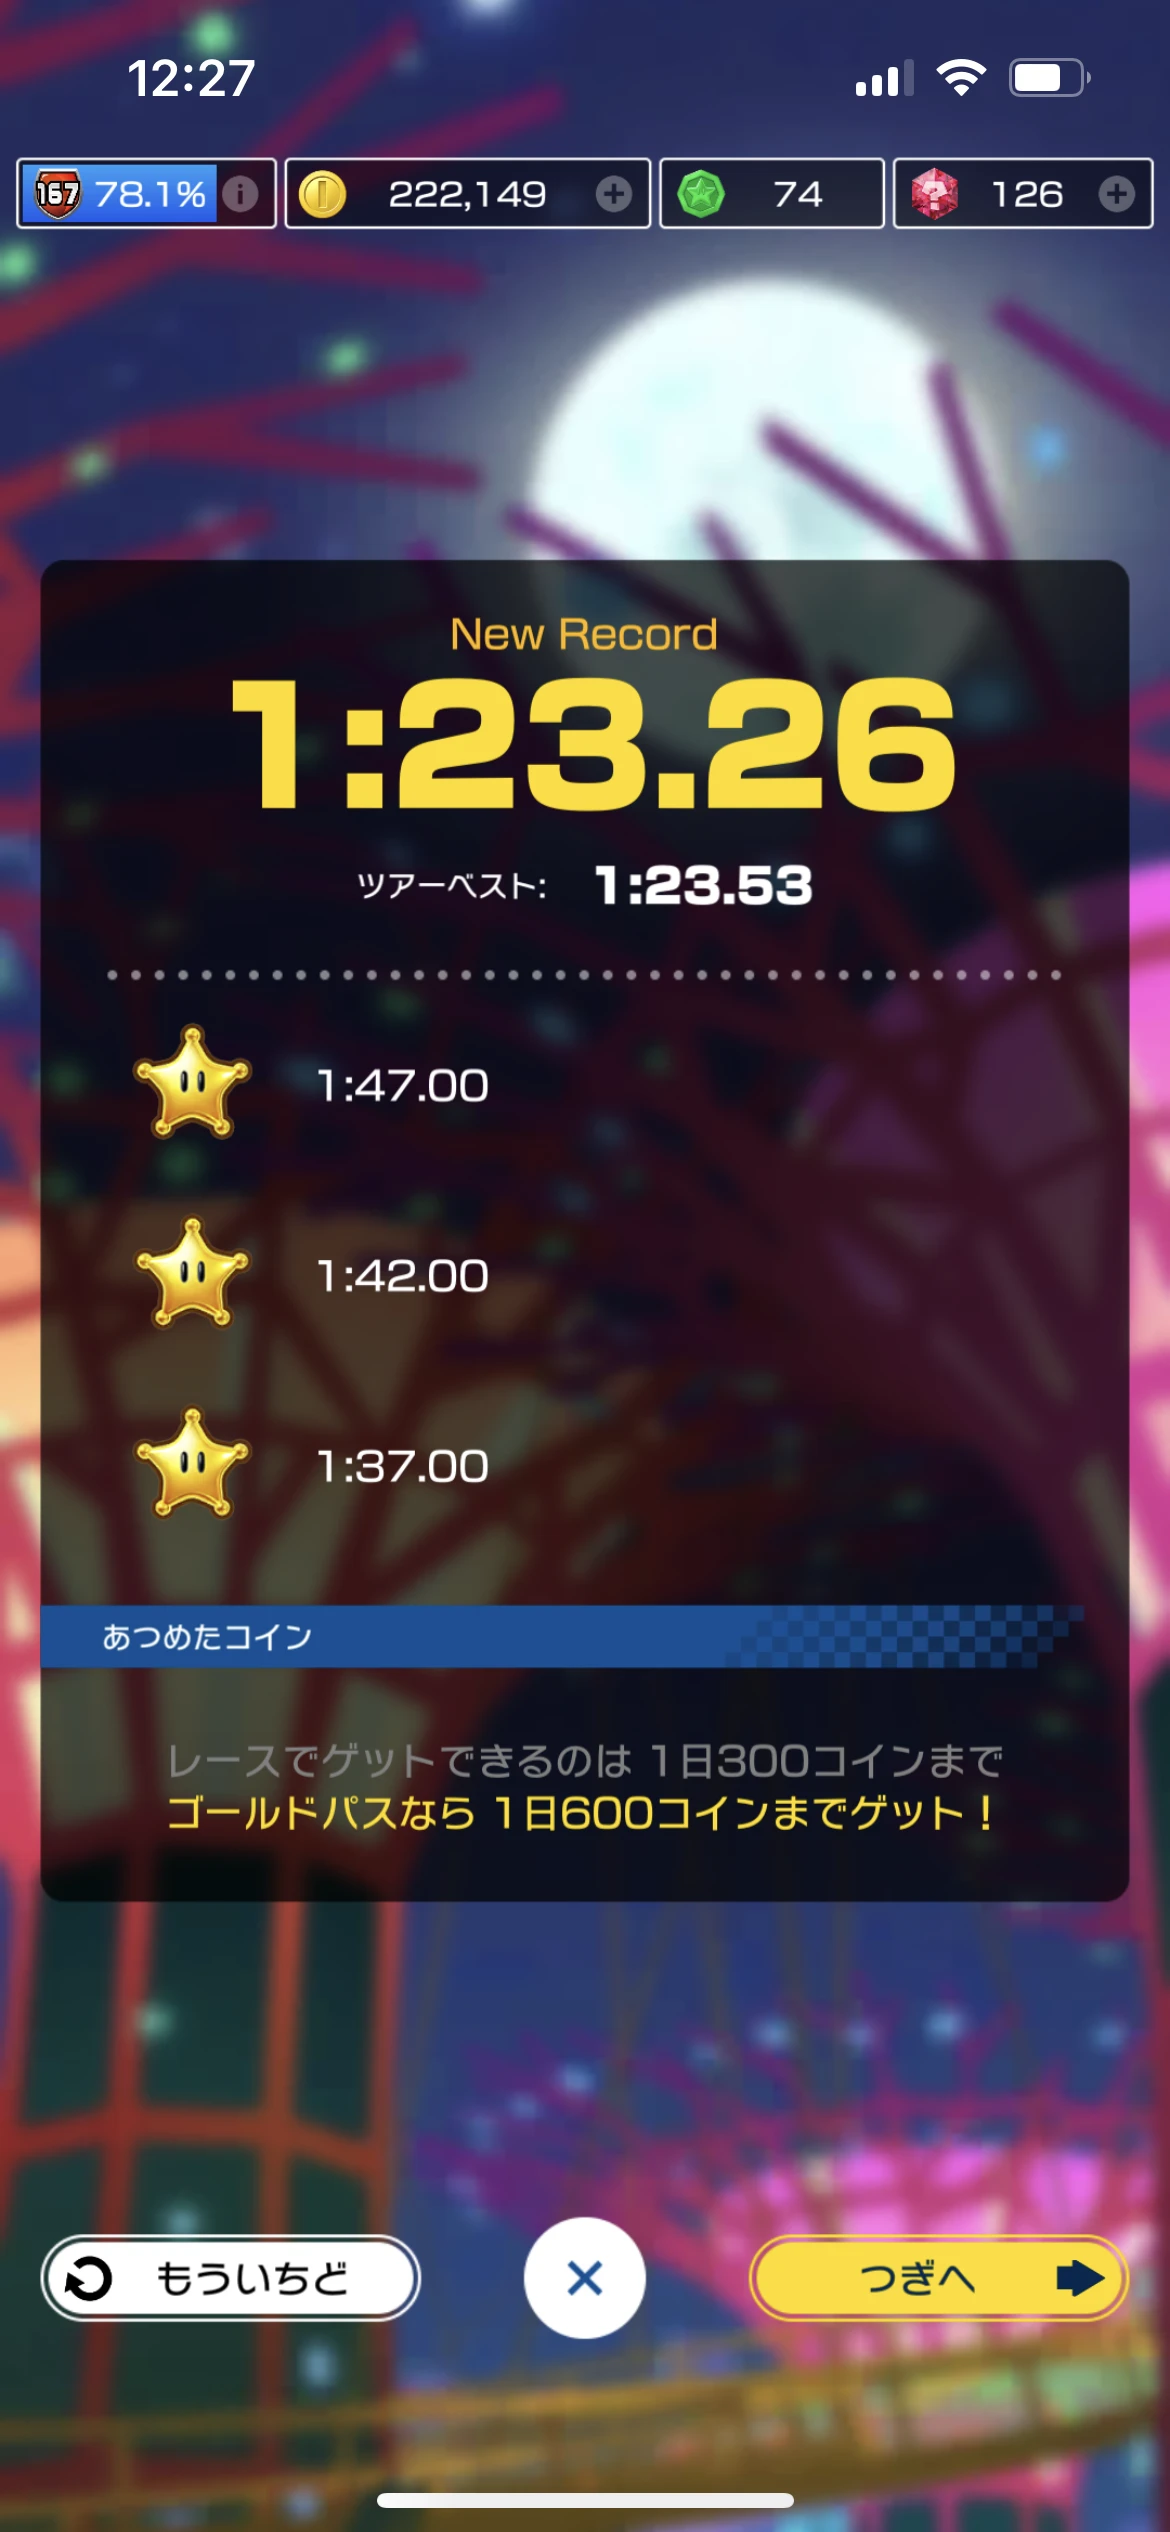 12:27
167 78.1% i 222,149 + 74 126 +
New Record
1:23.26
ツアーベスト: 1:23.53
1:47.00
1:42.00
1:37.00
あつめたコイン
レースでゲットできるのは 1日300コインまで
ゴールドパスなら 1日600コインまでゲット！
もういちど × つぎへ